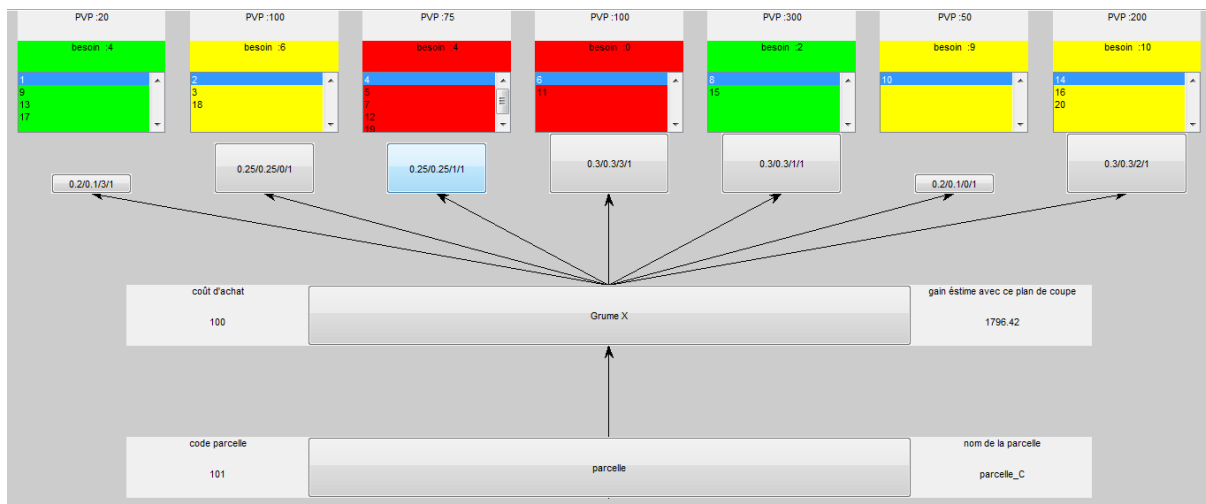 PVP :20 PVP :100 PVP :75 PVP :100 PVP :300 PVP :50 PVP :200
besoin :4 besoin :6 besoin :4 besoin :0 besoin :2 besoin :9 besoin :10
1 2 4 6 8 10 14
9 3 5 11 15 16
13 18 7 20
17 12
19
0.2/0.1/3/1 0.25/0.25/0/1 0.25/0.25/1/1 0.3/0.3/3/1 0.3/0.3/1/1 0.2/0.1/0/1 0.3/0.3/2/1
coût d'achat Grume X gain éstime avec ce plan de coupe
100 1796.42
code parcelle parcelle nom de la parcelle
101 parcelle_C